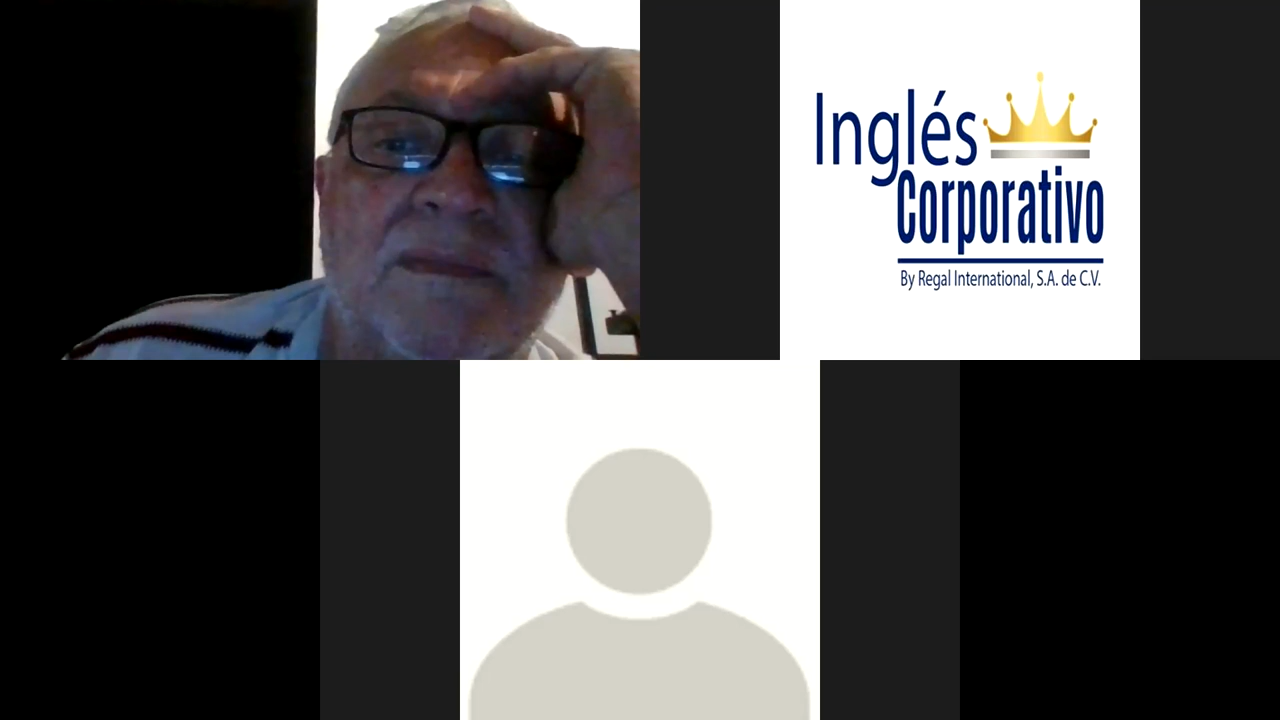 Inglés
Corporativo
By Regal International, S.A. de C.V.